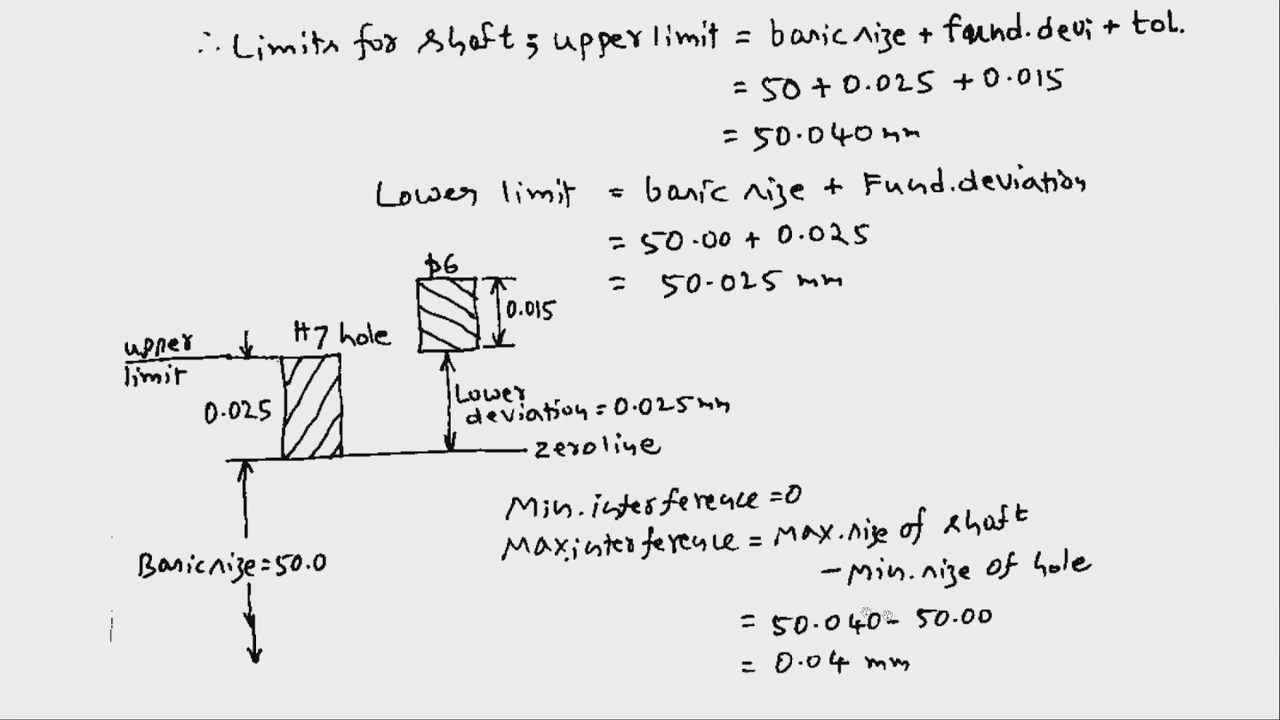 ∴ Limits for shaft; upper limit = basic size + fund.devi + tol.
= 50 + 0.025 + 0.015
= 50.040 mm
Lower limit = basic size + Fund.deviation
= 50.00 + 0.025
= 50.025 mm
p6
0.015
H7 hole
upper
limit
0.025
Lower
deviation = 0.025mm
zero line
Min. interference = 0
Max. interference = Max. size of shaft
- Min. size of hole
Basic size = 50.0
= 50.040 - 50.00
= 0.04 mm